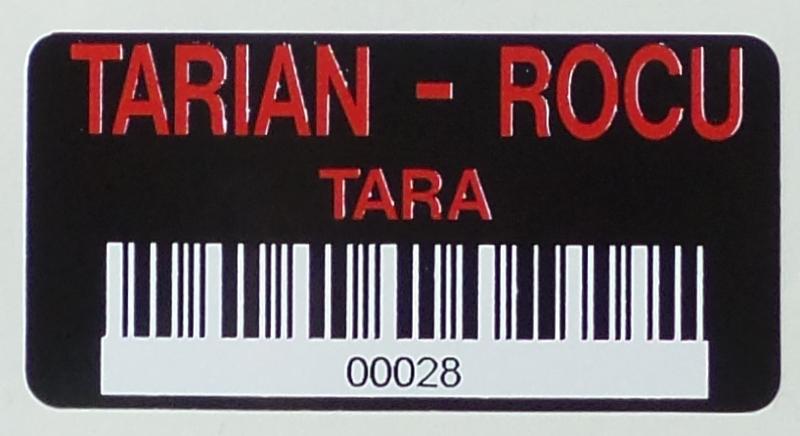 TARIAN - ROCU
TARA
00028